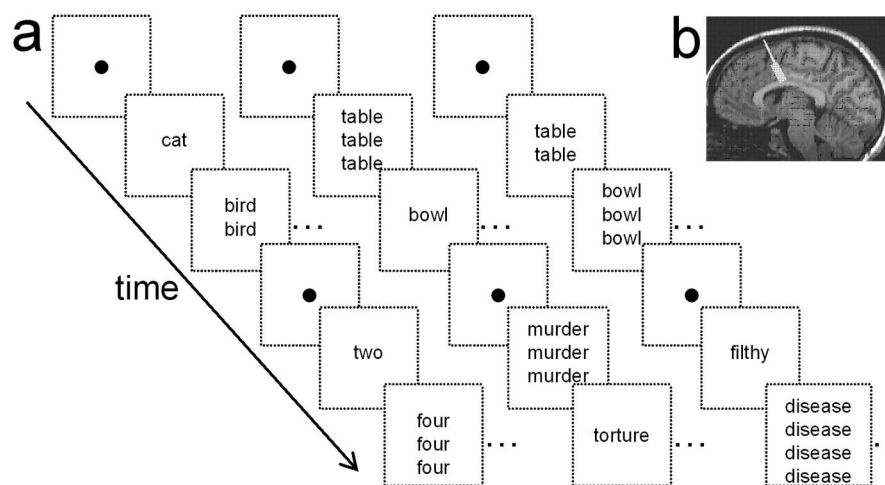 a
b
cat
table
table
table
table
table
bird
bird
...
bowl
...
bowl
bowl
bowl
...
time
two
murder
murder
murder
filthy
four
four
four
...
torture
...
disease
disease
disease
disease
.